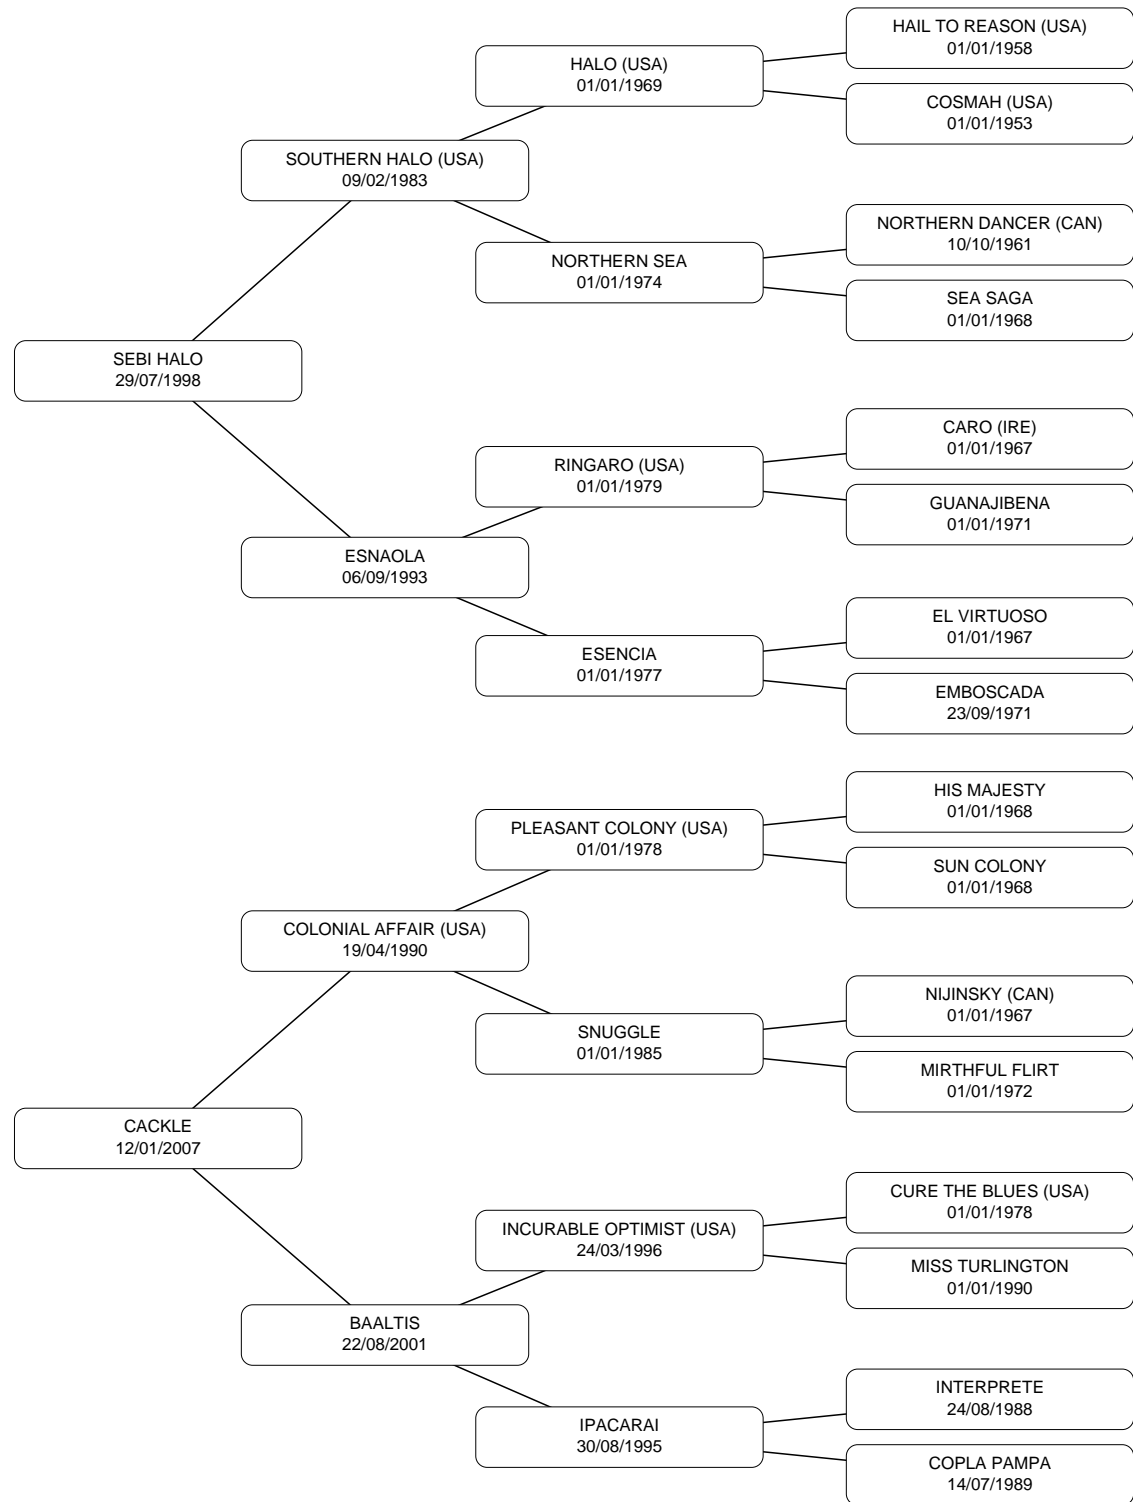 HAIL TO REASON (USA)
01/01/1958
HALO (USA)
01/01/1969
COSMAH (USA)
01/01/1953
SOUTHERN HALO (USA)
09/02/1983
NORTHERN DANCER (CAN)
10/10/1961
NORTHERN SEA
01/01/1974
SEA SAGA
01/01/1968
SEBI HALO
29/07/1998
CARO (IRE)
01/01/1967
RINGARO (USA)
01/01/1979
GUANAJIBENA
01/01/1971
ESNAOLA
06/09/1993
EL VIRTUOSO
01/01/1967
ESENCIA
01/01/1977
EMBOSCADA
23/09/1971
HIS MAJESTY
01/01/1968
PLEASANT COLONY (USA)
01/01/1978
SUN COLONY
01/01/1968
COLONIAL AFFAIR (USA)
19/04/1990
NIJINSKY (CAN)
01/01/1967
SNUGGLE
01/01/1985
MIRTHFUL FLIRT
01/01/1972
CACKLE
12/01/2007
CURE THE BLUES (USA)
01/01/1978
INCURABLE OPTIMIST (USA)
24/03/1996
MISS TURLINGTON
01/01/1990
BAALTIS
22/08/2001
INTERPRETE
24/08/1988
IPACARAI
30/08/1995
COPLA PAMPA
14/07/1989